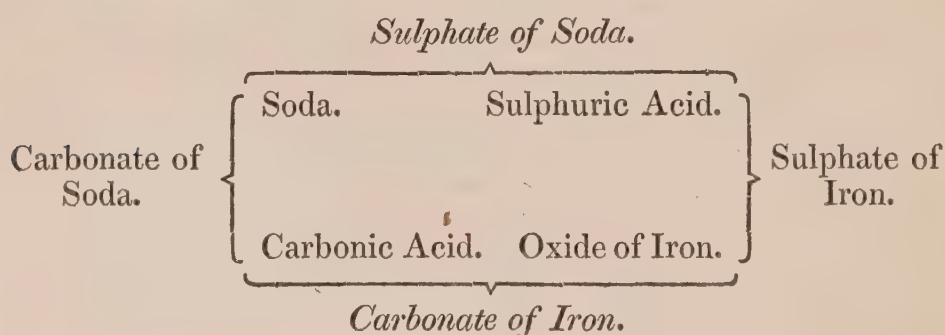 Sulphate of Soda.
Soda. Sulphuric Acid.
Carbonate of
Soda.
Sulphate of
Iron.
Carbonic Acid. Oxide of Iron.
Carbonate of Iron.